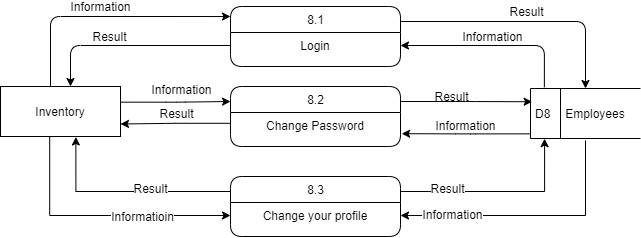 Information
8.1
Result
Result
Login
Information
Information
8.2
Result
Inventory
Result
Change Password
Information
D8
Employees
Result
8.3
Result
Informatioin
Change your profile
Information